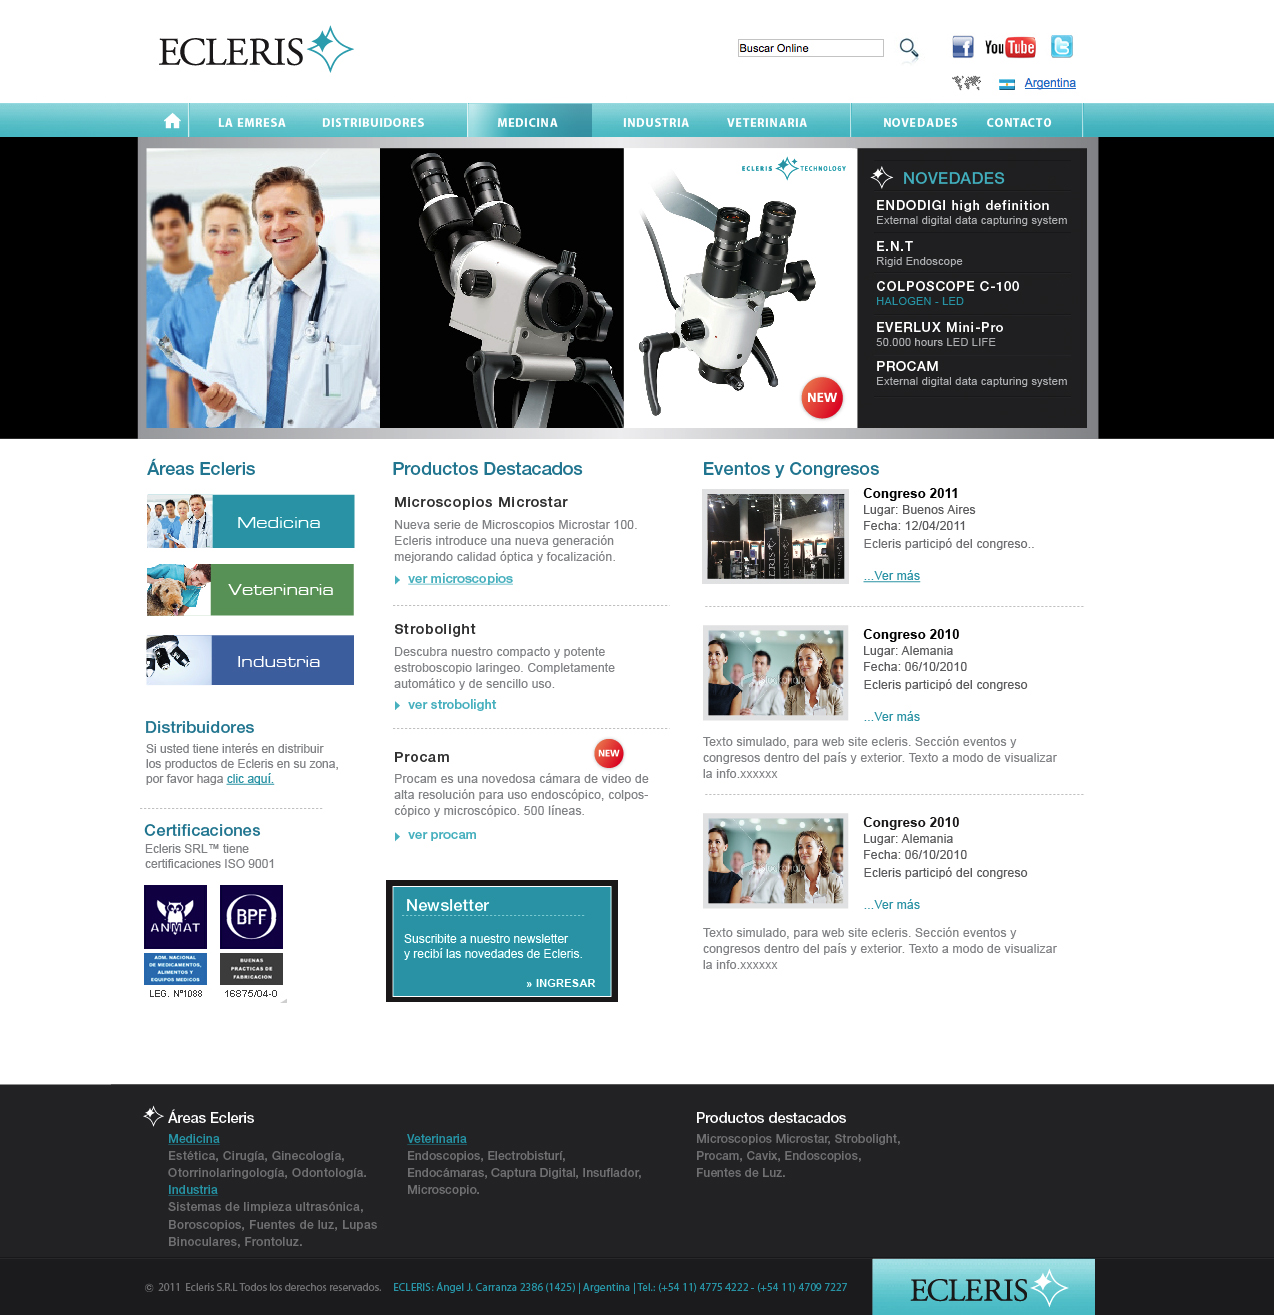 ECLERIS
Buscar Online
You Tube
Argentina
LA EMRESA
DISTRIBUIDORES
MEDICINA
INDUSTRIA
VETERINARIA
NOVEDADES
CONTACTO
ECLERIS TECHNOLOGY
NEW
NOVEDADES
ENDODIGI high definition
External digital data capturing system
E.N.T
Rigid Endoscope
COLPOSCOPE C-100
HALOGEN - LED
EVERLUX Mini-Pro
50.000 hours LED LIFE
PROCAM
External digital data capturing system
Áreas Ecleris
Medicina
Veterinaria
Industria
Distribuidores
Si usted tiene interés en distribuir
los productos de Ecleris en su zona,
por favor haga clic aquí.
Certificaciones
Ecleris SRL™ tiene
certificaciones ISO 9001
ANMAT
ADM. NACIONAL
DE MEDICAMENTOS,
ALIMENTOS Y
EQUIPOS MEDICOS
LEG. Nº1088
BPF
BUENAS
PRACTICAS DE
FABRICACION
16875/04-0
Productos Destacados
Microscopios Microstar
Nueva serie de Microscopios Microstar 100.
Ecleris introduce una nueva generación
mejorando calidad óptica y focalización.
ver microscopios
Strobolight
Descubra nuestro compacto y potente
estroboscopio laringeo. Completamente
automático y de sencillo uso.
ver strobolight
Procam
NEW
Procam es una novedosa cámara de video de
alta resolución para uso endoscópico, colpos-
cópico y microscópico. 500 líneas.
ver procam
Newsletter
Suscribite a nuestro newsletter
y recibí las novedades de Ecleris.
» INGRESAR
Eventos y Congresos
ECLERIS
ECLERIS
Congreso 2011
Lugar: Buenos Aires
Fecha: 12/04/2011
Ecleris participó del congreso..
...Ver más
Congreso 2010
Lugar: Alemania
Fecha: 06/10/2010
Ecleris participó del congreso
...Ver más
Texto simulado, para web site ecleris. Sección eventos y
congresos dentro del país y exterior. Texto a modo de visualizar
la info.xxxxxx
Congreso 2010
Lugar: Alemania
Fecha: 06/10/2010
Ecleris participó del congreso
...Ver más
Texto simulado, para web site ecleris. Sección eventos y
congresos dentro del país y exterior. Texto a modo de visualizar
la info.xxxxxx
Áreas Ecleris
Medicina
Estética, Cirugía, Ginecología,
Otorrinolaringología, Odontología.
Industria
Sistemas de limpieza ultrasónica,
Boroscopios, Fuentes de luz, Lupas
Binoculares, Frontoluz.
Veterinaria
Endoscopios, Electrobisturí,
Endocámaras, Captura Digital, Insuflador,
Microscopio.
Productos destacados
Microscopios Microstar, Strobolight,
Procam, Cavix, Endoscopios,
Fuentes de Luz.
© 2011 Ecleris S.R.L Todos los derechos reservados.
ECLERIS: Ángel J. Carranza 2386 (1425) | Argentina | Tel.: (+54 11) 4775 4222 - (+54 11) 4709 7227
ECLERIS